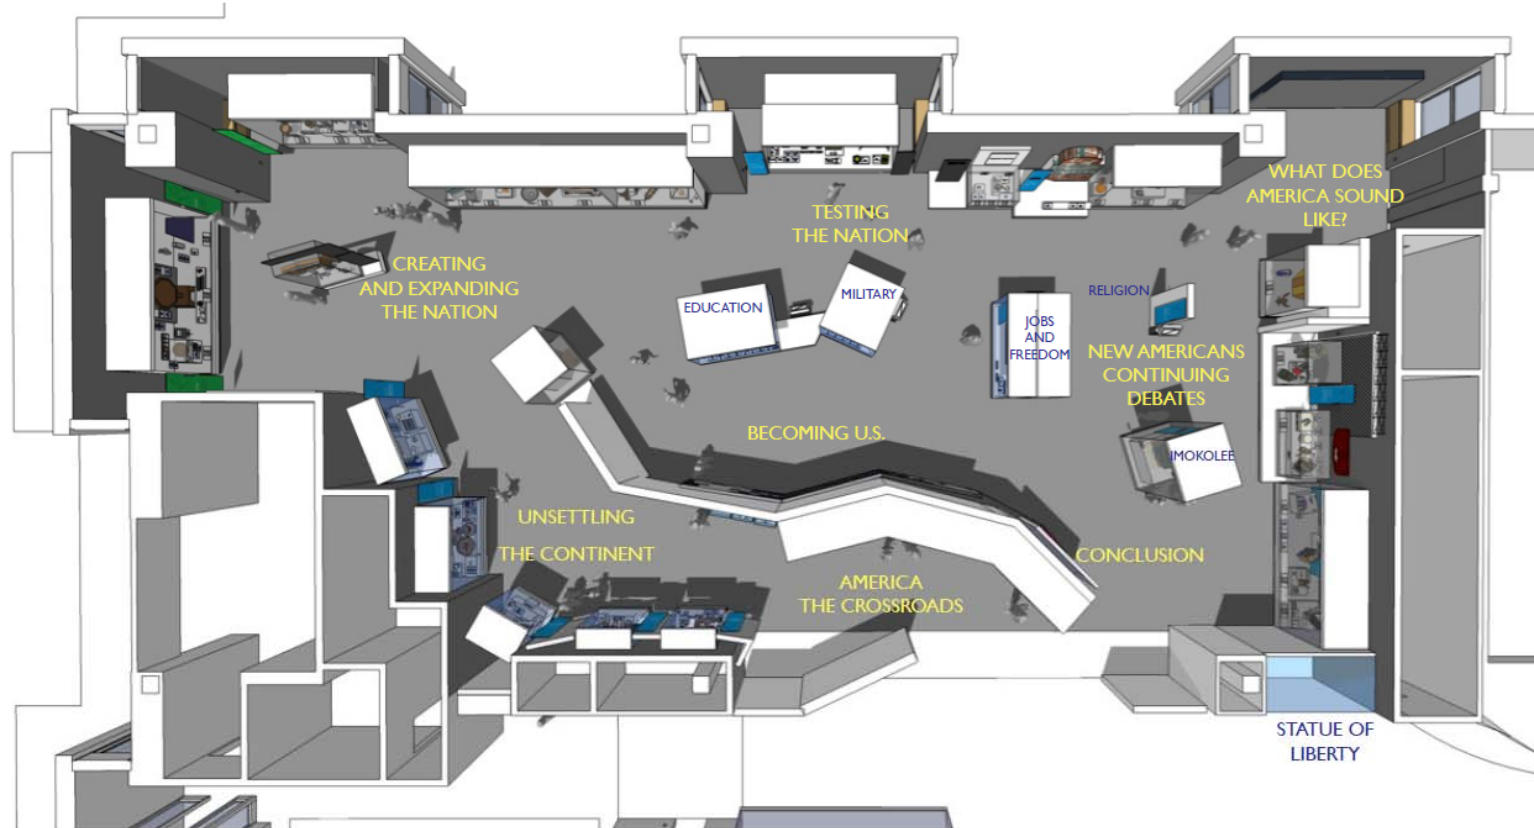 WHAT DOES
AMERICA SOUND
LIKE?
TESTING
THE NATION
CREATING
AND EXPANDING
THE NATION
EDUCATION
MILITARY
JOBS
AND
FREEDOM
RELIGION
NEW AMERICANS
CONTINUING
DEBATES
BECOMING U.S.
IMOKOLEE
UNSETTLING
THE CONTINENT
AMERICA
THE CROSSROADS
CONCLUSION
STATUE OF
LIBERTY